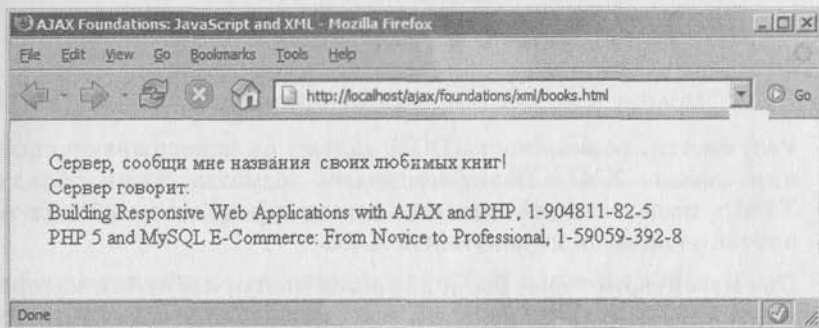 AJAX Foundations: JavaScript and XML - Mozilla Firefox
File Edit View Go Bookmarks Tools Help
http://localhost/ajax/foundations/xml/books.html Go
Сервер, сообщи мне названия своих любимых книг!
Сервер говорит:
Building Responsive Web Applications with AJAX and PHP, 1-904811-82-5
PHP 5 and MySQL E-Commerce: From Novice to Professional, 1-59059-392-8
Done